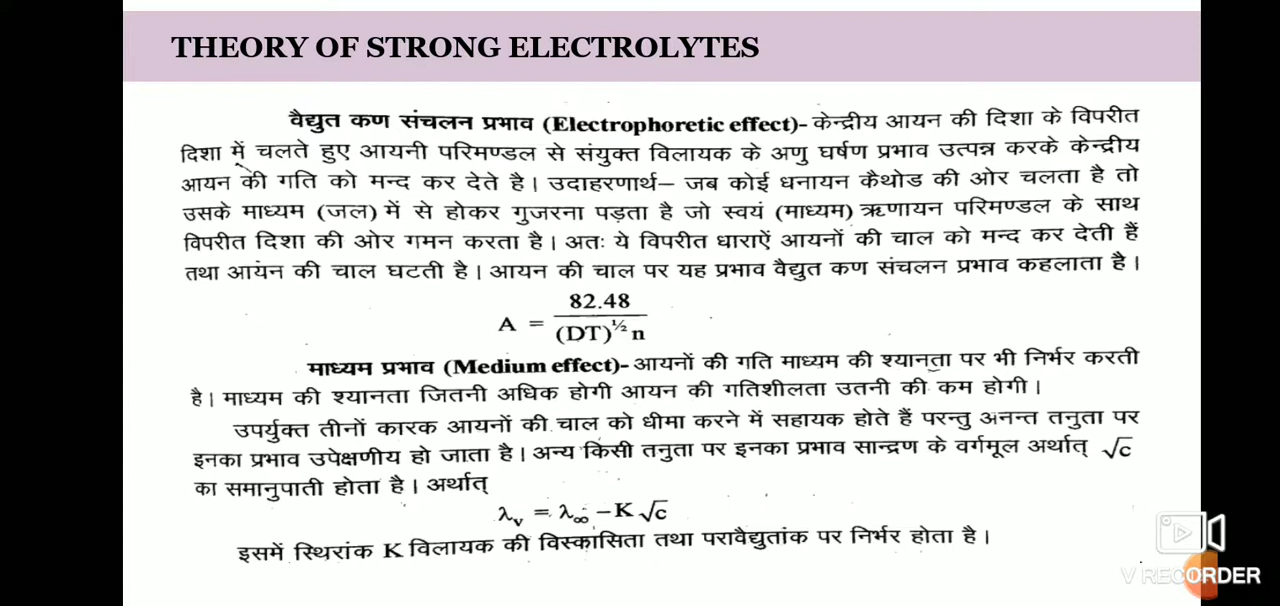 THEORY OF STRONG ELECTROLYTES
वैद्युत कण संचलन प्रभाव (Electrophoretic effect)- केन्द्रीय आयन की दिशा के विपरीत
दिशा में चलते हुए आयनी परिमण्डल से संयुक्त विलायक के अणु घर्षण प्रभाव उत्पन्न करके केन्द्रीय
आयन की गति को मन्द कर देते है। उदाहरणार्थ– जब कोई धनायन कैथोड की ओर चलता है तो
उसके माध्यम (जल) में से होकर गुजरना पड़ता है जो स्वयं (माध्यम) ऋणायन परिमण्डल के साथ
विपरीत दिशा की ओर गमन करता है। अतः ये विपरीत धाराऐं आयनों की चाल को मन्द कर देती हैं
तथा आयन की चाल घटती है। आयन की चाल पर यह प्रभाव वैद्युत कण संचलन प्रभाव कहलाता है।
A = 82.48 / (DT)^½ n
माध्यम प्रभाव (Medium effect)- आयनों की गति माध्यम की श्यानता पर भी निर्भर करती
है। माध्यम की श्यानता जितनी अधिक होगी आयन की गतिशीलता उतनी की कम होगी।
उपर्युक्त तीनों कारक आयनों की चाल को धीमा करने में सहायक होते हैं परन्तु अनन्त तनुता पर
इनका प्रभाव उपेक्षणीय हो जाता है। अन्य किसी तनुता पर इनका प्रभाव सान्द्रण के वर्गमूल अर्थात् √c
का समानुपाती होता है। अर्थात्
λᵥ = λ∞ − K √c
इसमें स्थिरांक K विलायक की विस्कासिता तथा परावैद्युतांक पर निर्भर होता है।
V RECORDER